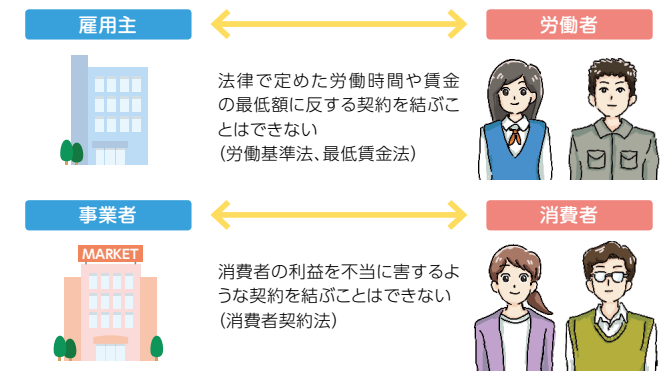 雇用主
労働者
法律で定めた労働時間や賃金
の最低額に反する契約を結ぶこ
とはできない
（労働基準法、最低賃金法）
事業者
消費者
MARKET
消費者の利益を不当に害するよ
うな契約を結ぶことはできない
（消費者契約法）